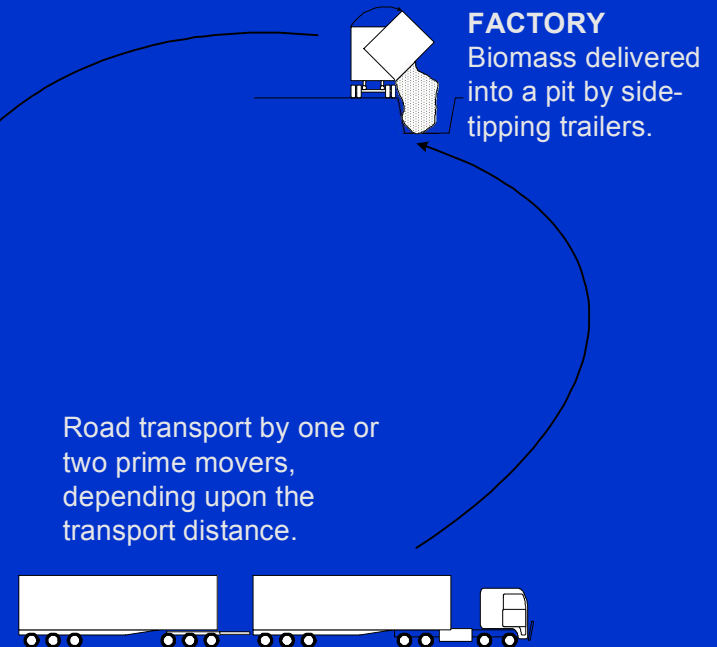 FACTORY
Biomass delivered
into a pit by side-
tipping trailers.
Road transport by one or
two prime movers,
depending upon the
transport distance.